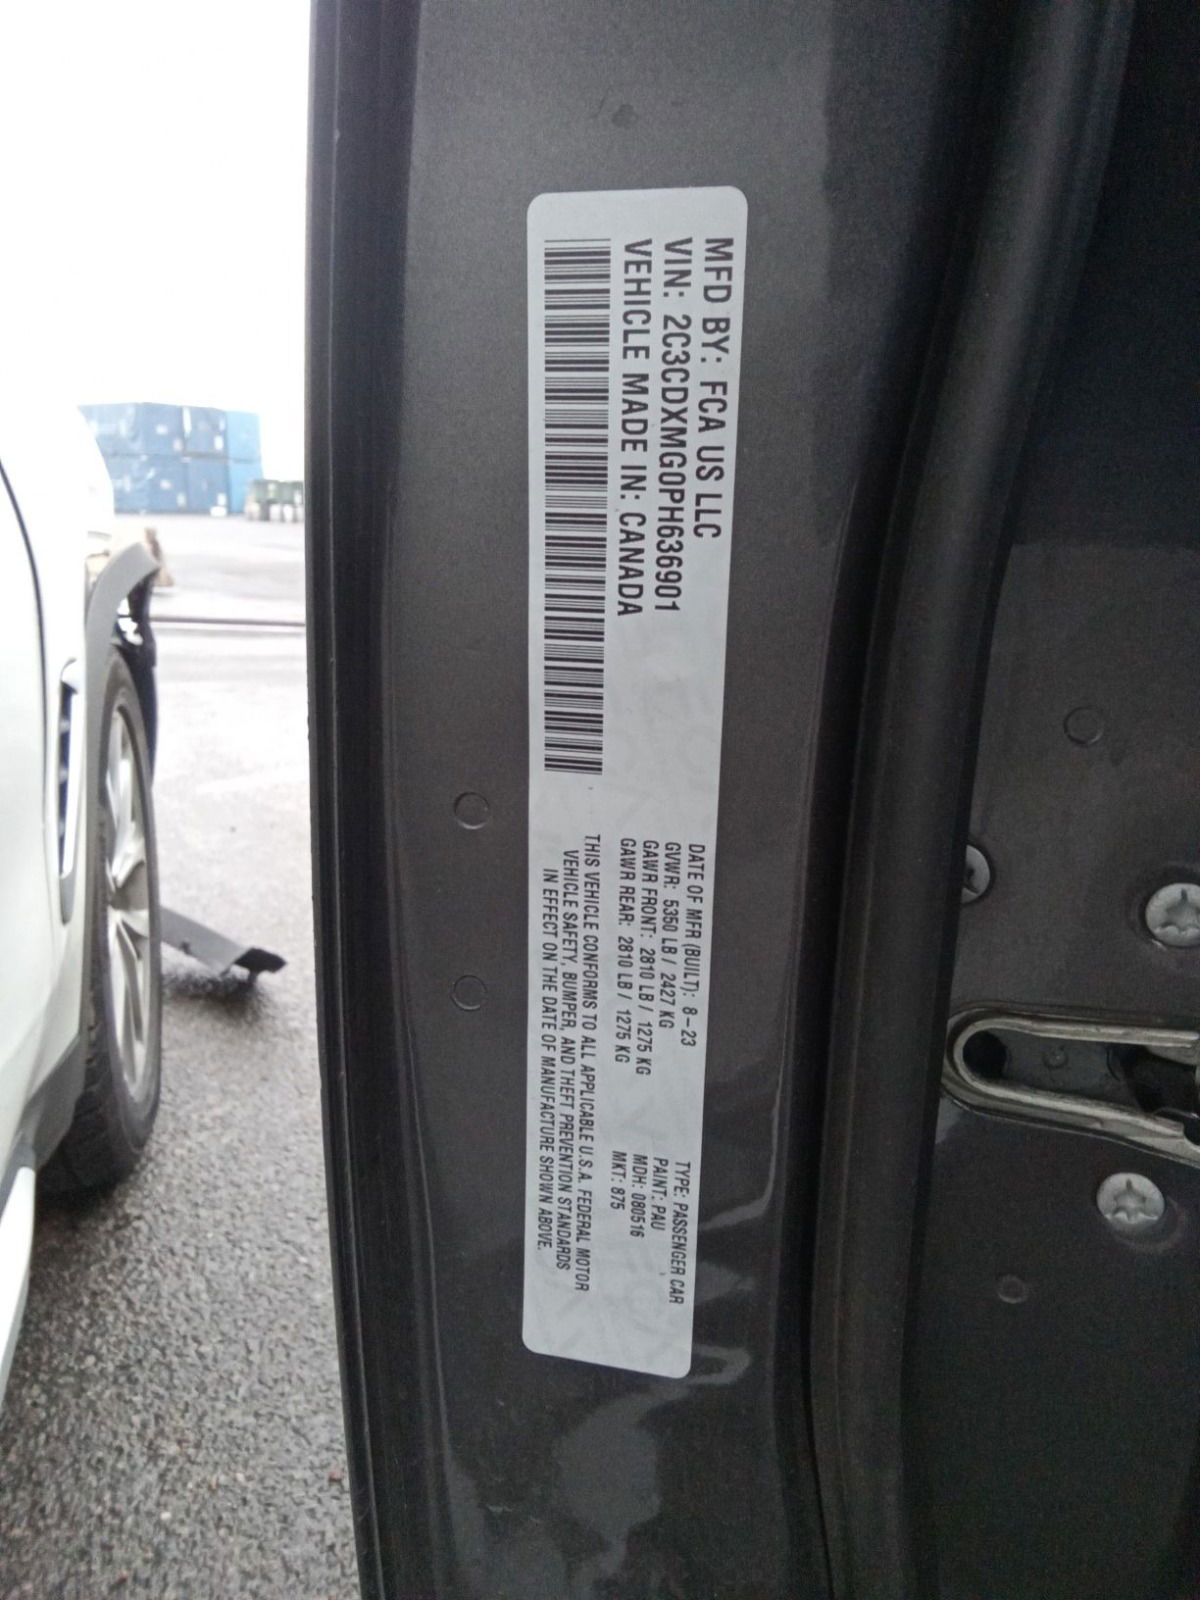 MFD BY: FCA US LLC
VIN: 2C3CDXMG0PH636901
VEHICLE MADE IN: CANADA
DATE OF MFR (BUILT): 8-23
GVWR: 5350 LB / 2427 KG
GAWR FRONT: 2810 LB / 1275 KG
GAWR REAR: 2810 LB / 1275 KG
TYPE: PASSENGER CAR
PAINT: PAU
MDH: 080516
MKT: 875
THIS VEHICLE CONFORMS TO ALL APPLICABLE U.S.A. FEDERAL MOTOR
VEHICLE SAFETY, BUMPER, AND THEFT PREVENTION STANDARDS
IN EFFECT ON THE DATE OF MANUFACTURE SHOWN ABOVE.